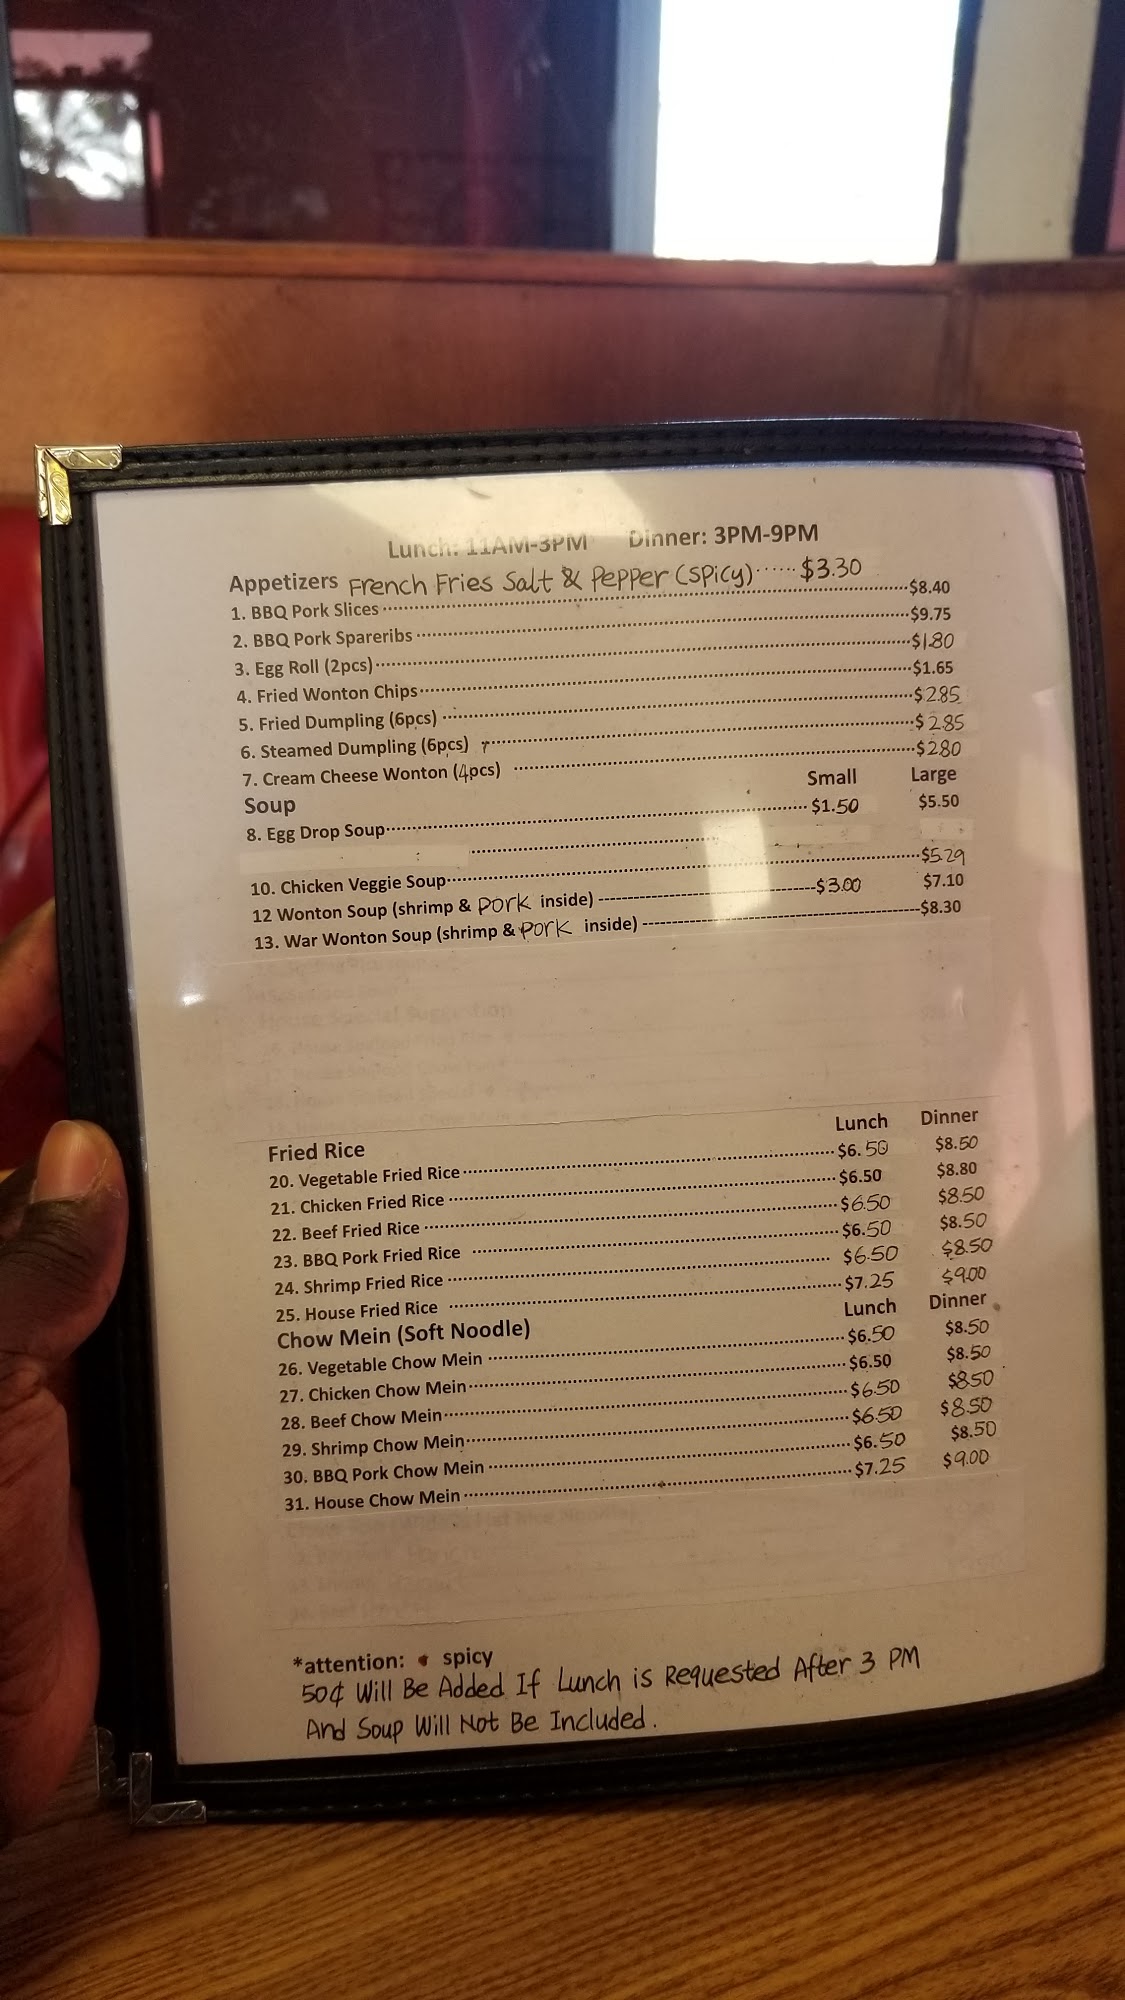 Lunch: 11AM-3PM Dinner: 3PM-9PM
Appetizers French Fries Salt & Pepper (Spicy) ...... $3.30
1. BBQ Pork Slices $8.40
2. BBQ Pork Spareribs $9.75
3. Egg Roll (2pcs) $1.80
4. Fried Wonton Chips $1.65
5. Fried Dumpling (6pcs) $2.85
6. Steamed Dumpling (6pcs) $2.85
7. Cream Cheese Wonton (4pcs) $2.80
Soup Small Large
8. Egg Drop Soup $1.50 $5.50
10. Chicken Veggie Soup $5.29
12 Wonton Soup (shrimp & pork inside) $3.00 $7.10
13. War Wonton Soup (shrimp & pork inside) $8.30
Fried Rice Lunch Dinner
20. Vegetable Fried Rice $6.50 $8.50
21. Chicken Fried Rice $6.50 $8.80
22. Beef Fried Rice $6.50 $8.50
23. BBQ Pork Fried Rice $6.50 $8.50
24. Shrimp Fried Rice $6.50 $8.50
25. House Fried Rice $7.25 $9.00
Chow Mein (Soft Noodle) Lunch Dinner
26. Vegetable Chow Mein $6.50 $8.50
27. Chicken Chow Mein $6.50 $8.50
28. Beef Chow Mein $6.50 $8.50
29. Shrimp Chow Mein $6.50 $8.50
30. BBQ Pork Chow Mein $6.50 $8.50
31. House Chow Mein $7.25 $9.00
*attention: spicy
50¢ Will Be Added If Lunch is Requested After 3 PM
And Soup Will Not Be Included.